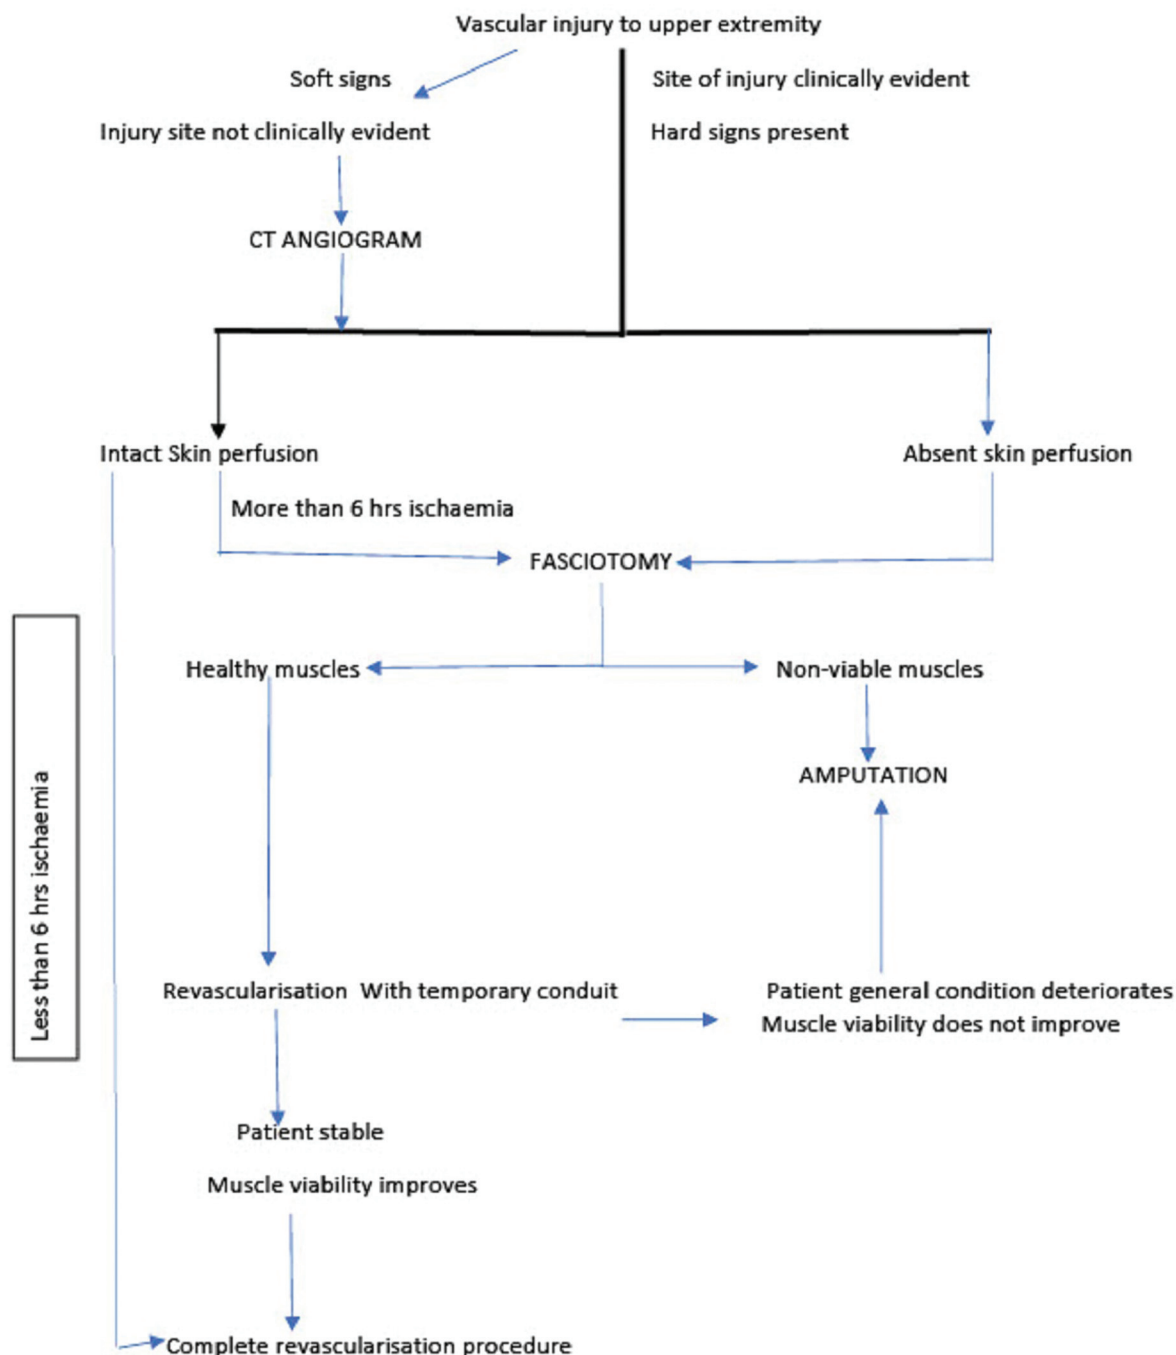 Vascular injury to upper extremity
Soft signs
Site of injury clinically evident
Injury site not clinically evident
Hard signs present
CT ANGIOGRAM
Intact Skin perfusion
Absent skin perfusion
More than 6 hrs ischaemia
FASCIOTOMY
Healthy muscles
Non-viable muscles
AMPUTATION
Less than 6 hrs ischaemia
Revascularisation With temporary conduit
Patient general condition deteriorates
Muscle viability does not improve
Patient stable
Muscle viability improves
Complete revascularisation procedure